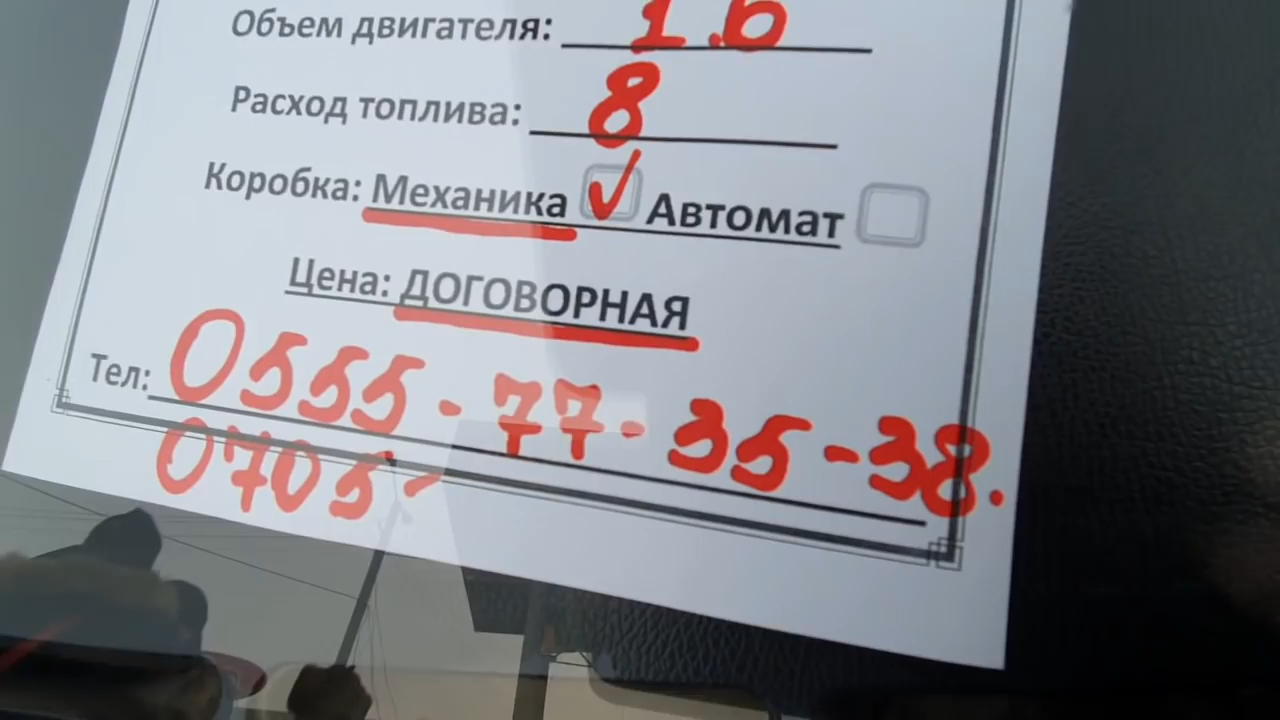 Объем двигателя: 1.6
Расход топлива: 8
Коробка: Механика ✓ Автомат
Цена: ДОГОВОРНАЯ
Тел: 0555-77-35-38.
0705-